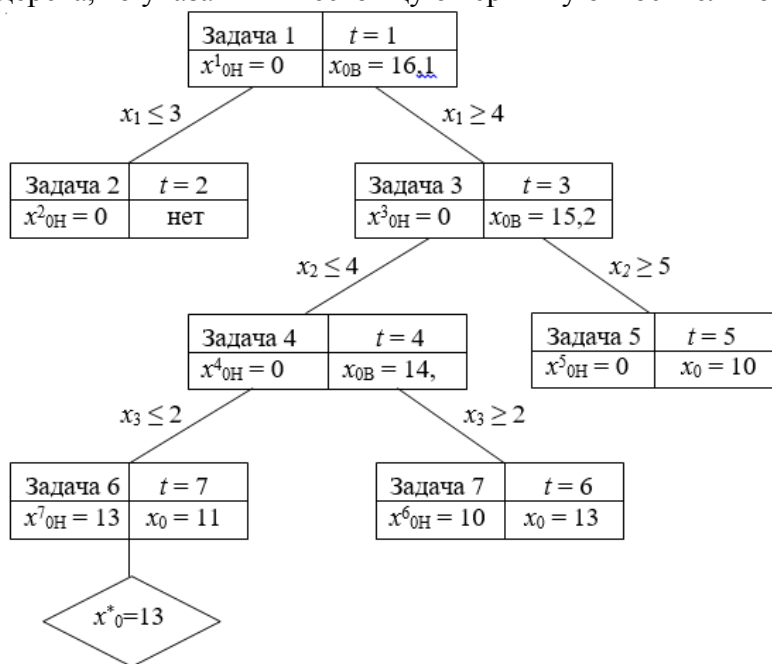 Задача 1 t = 1
x¹0Н = 0 x0В = 16,1
x1 ≤ 3 x1 ≥ 4
Задача 2 t = 2 Задача 3 t = 3
x²0Н = 0 нет x³0Н = 0 x0В = 15,2
x2 ≤ 4 x2 ≥ 5
Задача 4 t = 4 Задача 5 t = 5
x⁴0Н = 0 x0В = 14, x⁵0Н = 0 x0 = 10
x3 ≤ 2 x3 ≥ 2
Задача 6 t = 7 Задача 7 t = 6
x⁷0Н = 13 x0 = 11 x⁶0Н = 10 x0 = 13
x*0=13